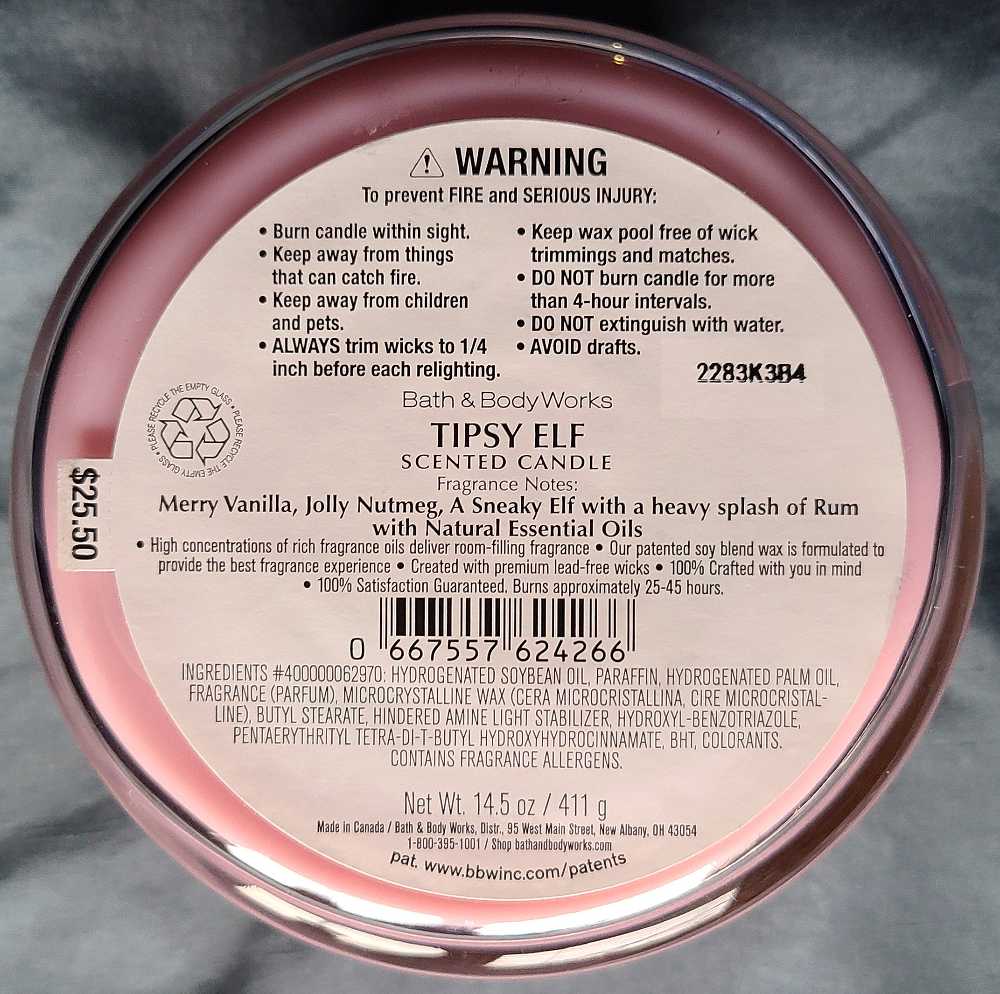 WARNING
To prevent FIRE and SERIOUS INJURY:
• Burn candle within sight.
• Keep away from things
that can catch fire.
• Keep away from children
and pets.
• ALWAYS trim wicks to 1/4
inch before each relighting.
• Keep wax pool free of wick
trimmings and matches.
• DO NOT burn candle for more
than 4-hour intervals.
• DO NOT extinguish with water.
• AVOID drafts.
2283K3B4
PLEASE RECYCLE THE EMPTY GLASS • PLEASE RECYCLE THE EMPTY GLASS •
$25.50
Bath & Body Works
TIPSY ELF
SCENTED CANDLE
Fragrance Notes:
Merry Vanilla, Jolly Nutmeg, A Sneaky Elf with a heavy splash of Rum
with Natural Essential Oils
• High concentrations of rich fragrance oils deliver room-filling fragrance • Our patented soy blend wax is formulated to
provide the best fragrance experience • Created with premium lead-free wicks • 100% Crafted with you in mind
• 100% Satisfaction Guaranteed. Burns approximately 25-45 hours.
0 667557 624266
INGREDIENTS #400000062970: HYDROGENATED SOYBEAN OIL, PARAFFIN, HYDROGENATED PALM OIL,
FRAGRANCE (PARFUM), MICROCRYSTALLINE WAX (CERA MICROCRISTALLINA, CIRE MICROCRISTAL-
LINE), BUTYL STEARATE, HINDERED AMINE LIGHT STABILIZER, HYDROXYL-BENZOTRIAZOLE,
PENTAERYTHRITYL TETRA-DI-T-BUTYL HYDROXYHYDROCINNAMATE, BHT, COLORANTS.
CONTAINS FRAGRANCE ALLERGENS.
Net Wt. 14.5 oz / 411 g
Made in Canada / Bath & Body Works, Distr., 95 West Main Street, New Albany, OH 43054
1-800-395-1001 / Shop bathandbodyworks.com
pat. www.bbwinc.com/patents